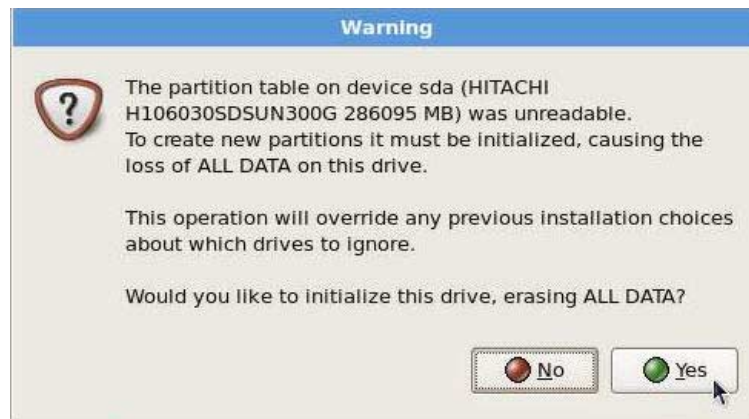 Warning
The partition table on device sda (HITACHI
H106030SDSUN300G 286095 MB) was unreadable.
To create new partitions it must be initialized, causing the
loss of ALL DATA on this drive.
This operation will override any previous installation choices
about which drives to ignore.
Would you like to initialize this drive, erasing ALL DATA?
No Yes